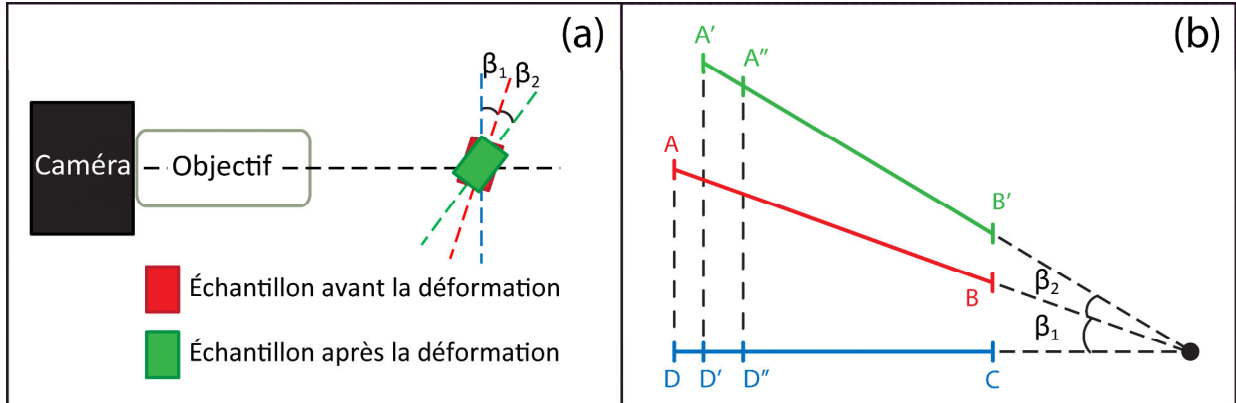 (a)
β1
β2
Caméra
Objectif
Échantillon avant la déformation
Échantillon après la déformation
(b)
A′
A″
A
B′
B
β2
β1
D D′ D″ C